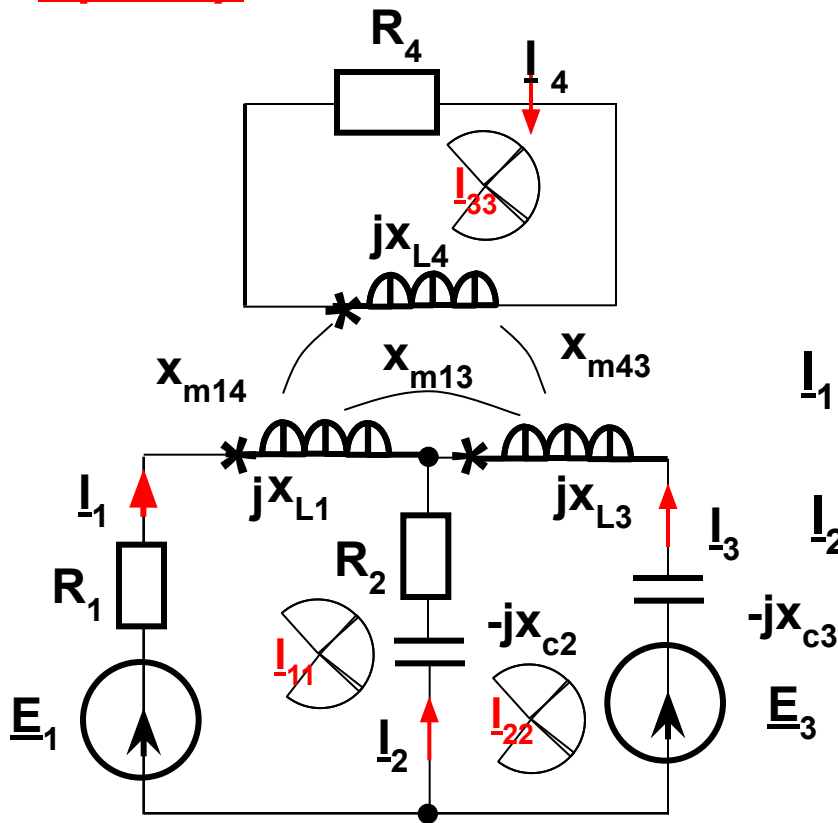 R4
I4
I33
jxL4
xm14
xm13
xm43
I1
I1
jxL1
jxL3
I3
I2
R1
R2
-jxc2
-jxc3
I11
I22
E1
I2
E3